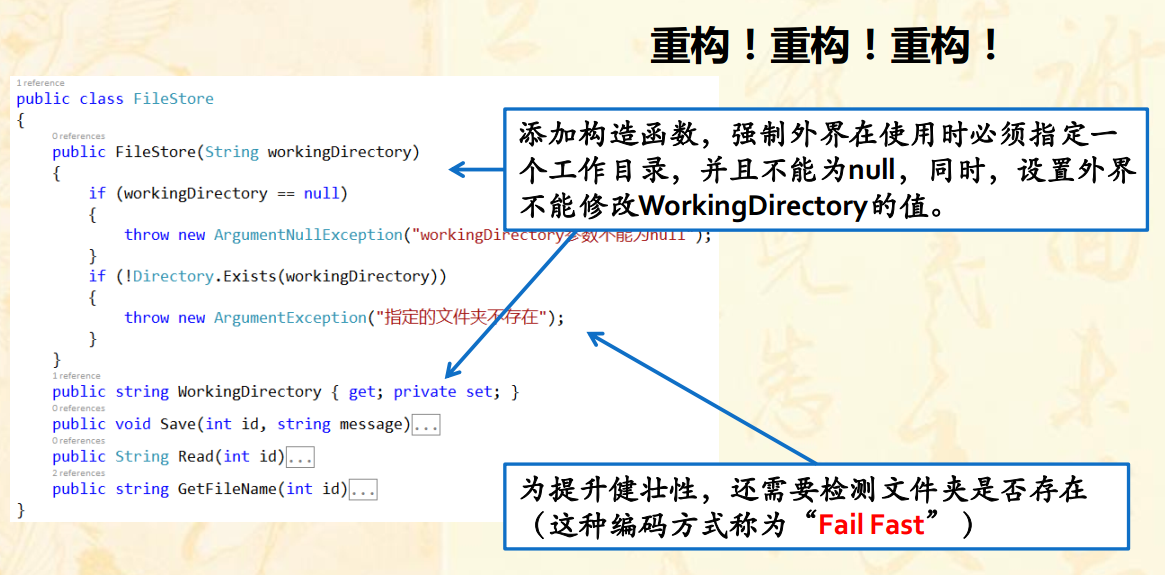 重构！重构！重构！
1 reference
public class FileStore
{
0 references
public FileStore(String workingDirectory)
{
if (workingDirectory == null)
{
throw new ArgumentNullException("workingDirectory参数不能为null");
}
if (!Directory.Exists(workingDirectory))
{
throw new ArgumentException("指定的文件夹不存在");
}
}
1 reference
public string WorkingDirectory { get; private set; }
0 references
public void Save(int id, string message)...
0 references
public String Read(int id)...
2 references
public string GetFileName(int id)...
}
添加构造函数，强制外界在使用时必须指定一
个工作目录，并且不能为null，同时，设置外界
不能修改WorkingDirectory的值。
为提升健壮性，还需要检测文件夹是否存在
（这种编码方式称为“Fail Fast”）